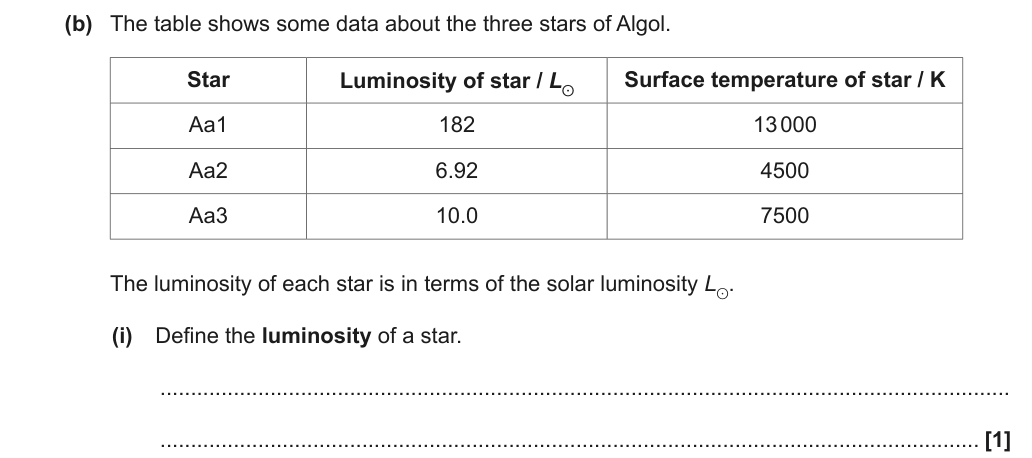 (b) The table shows some data about the three stars of Algol.
Star Luminosity of star / L☉ Surface temperature of star / K
Aa1 182 13000
Aa2 6.92 4500
Aa3 10.0 7500
The luminosity of each star is in terms of the solar luminosity L☉.
(i) Define the luminosity of a star.
[1]